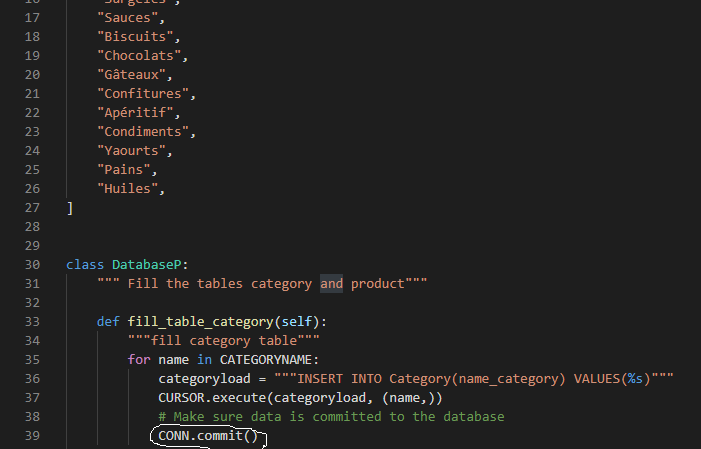 16 "Surgelés",
17 "Sauces",
18 "Biscuits",
19 "Chocolats",
20 "Gâteaux",
21 "Confitures",
22 "Apéritif",
23 "Condiments",
24 "Yaourts",
25 "Pains",
26 "Huiles",
27 ]
28
29
30 class DatabaseP:
31 """ Fill the tables category and product"""
32
33 def fill_table_category(self):
34 """fill category table"""
35 for name in CATEGORYNAME:
36 categoryload = """INSERT INTO Category(name_category) VALUES(%s)"""
37 CURSOR.execute(categoryload, (name,))
38 # Make sure data is committed to the database
39 CONN.commit()